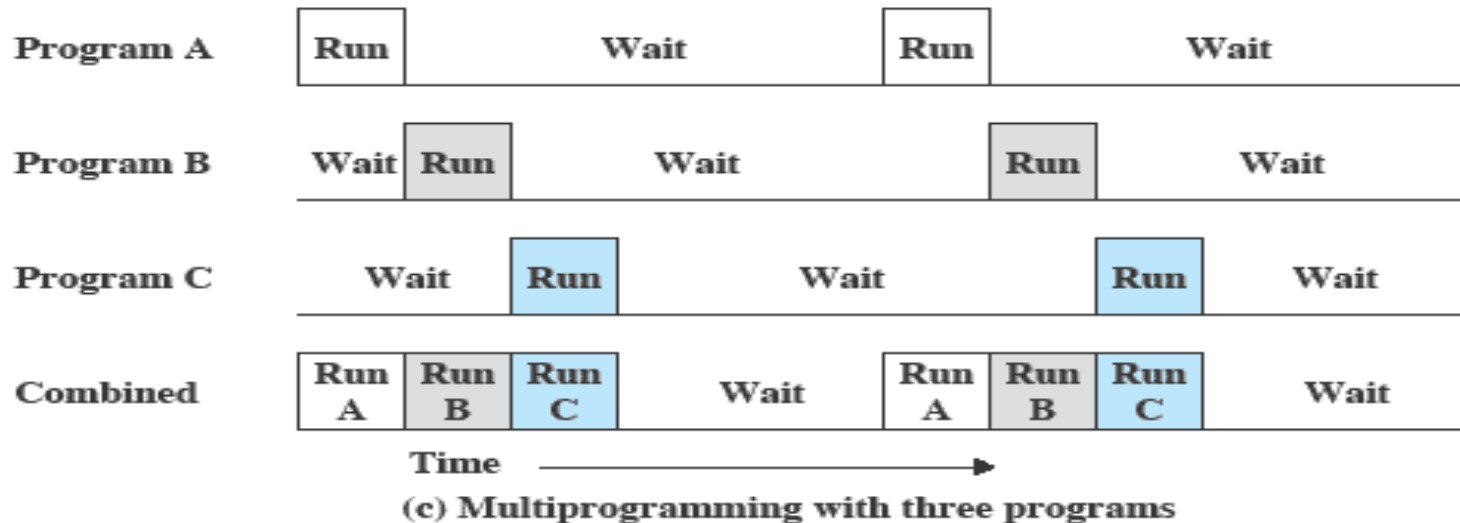 Program A Run Wait Run Wait
Program B Wait Run Wait Run Wait
Program C Wait Run Wait Run Wait
Combined Run A Run B Run C Wait Run A Run B Run C Wait
Time
(c) Multiprogramming with three programs